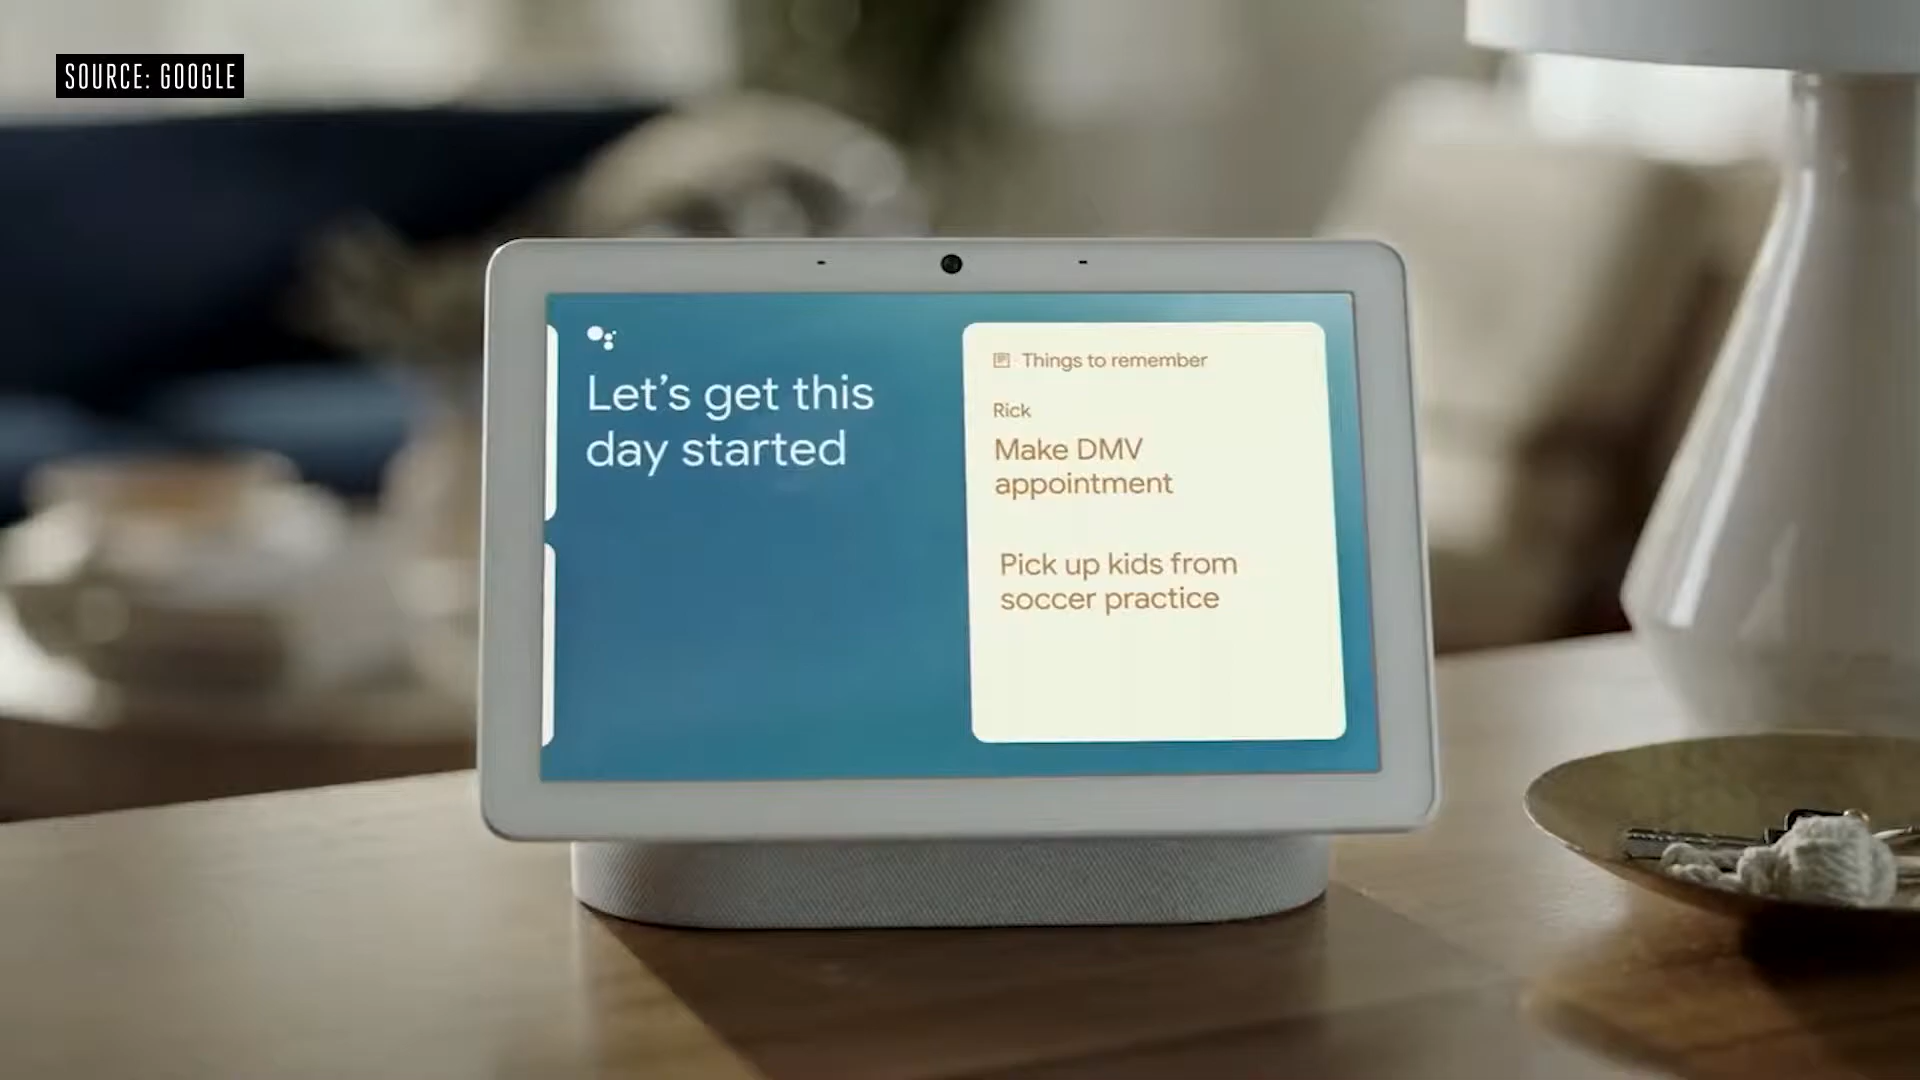 SOURCE: GOOGLE
Let's get this
day started
Things to remember
Rick
Make DMV
appointment
Pick up kids from
soccer practice